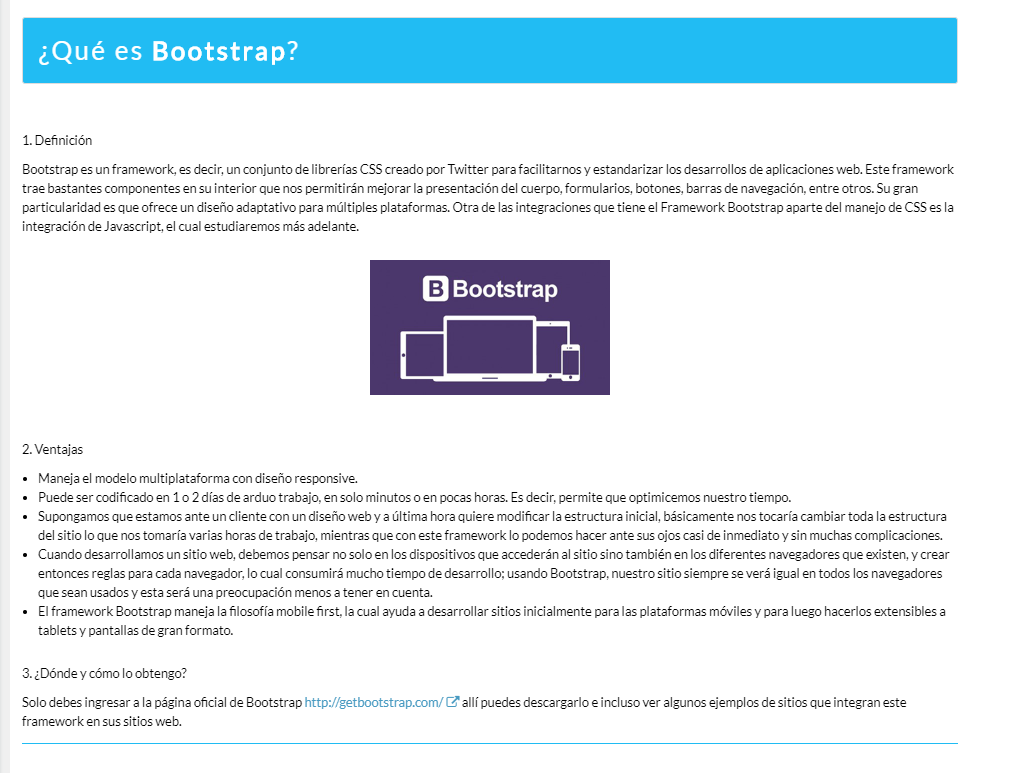 ¿Qué es Bootstrap?
1. Definición
Bootstrap es un framework, es decir, un conjunto de librerías CSS creado por Twitter para facilitarnos y estandarizar los desarrollos de aplicaciones web. Este framework
trae bastantes componentes en su interior que nos permitirán mejorar la presentación del cuerpo, formularios, botones, barras de navegación, entre otros. Su gran
particularidad es que ofrece un diseño adaptativo para múltiples plataformas. Otra de las integraciones que tiene el Framework Bootstrap aparte del manejo de CSS es la
integración de Javascript, el cual estudiaremos más adelante.
B Bootstrap
2. Ventajas
• Maneja el modelo multiplataforma con diseño responsive.
• Puede ser codificado en 1 o 2 días de arduo trabajo, en solo minutos o en pocas horas. Es decir, permite que optimicemos nuestro tiempo.
• Supongamos que estamos ante un cliente con un diseño web y a última hora quiere modificar la estructura inicial, básicamente nos tocaría cambiar toda la estructura
del sitio lo que nos tomaría varias horas de trabajo, mientras que con este framework lo podemos hacer ante sus ojos casi de inmediato y sin muchas complicaciones.
• Cuando desarrollamos un sitio web, debemos pensar no solo en los dispositivos que accederán al sitio sino también en los diferentes navegadores que existen, y crear
entonces reglas para cada navegador, lo cual consumirá mucho tiempo de desarrollo; usando Bootstrap, nuestro sitio siempre se verá igual en todos los navegadores
que sean usados y esta será una preocupación menos a tener en cuenta.
• El framework Bootstrap maneja la filosofía mobile first, la cual ayuda a desarrollar sitios inicialmente para las plataformas móviles y para luego hacerlos extensibles a
tablets y pantallas de gran formato.
3. ¿Dónde y cómo lo obtengo?
Solo debes ingresar a la página oficial de Bootstrap http://getbootstrap.com/ allí puedes descargarlo e incluso ver algunos ejemplos de sitios que integran este
framework en sus sitios web.